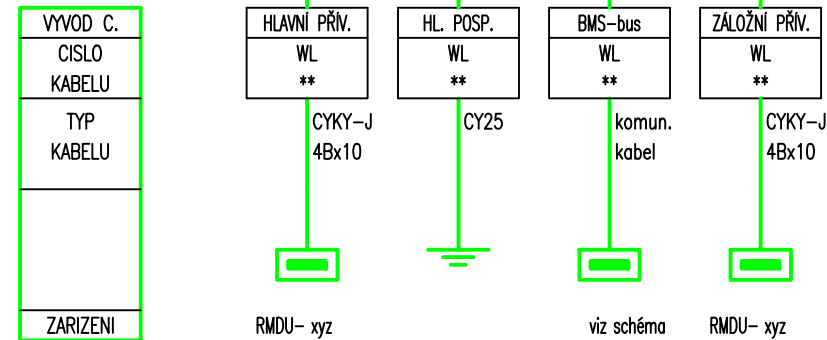 VYVOD C.
CISLO
KABELU
TYP
KABELU
ZARIZENI
HLAVNÍ PŘÍV.
WL
**
CYKY-J
4Bx10
RMDU- xyz
HL. POSP.
WL
**
CY25
BMS-bus
WL
**
komun.
kabel
viz schéma
ZÁLOŽNÍ PŘÍV.
WL
**
CYKY-J
4Bx10
RMDU- xyz